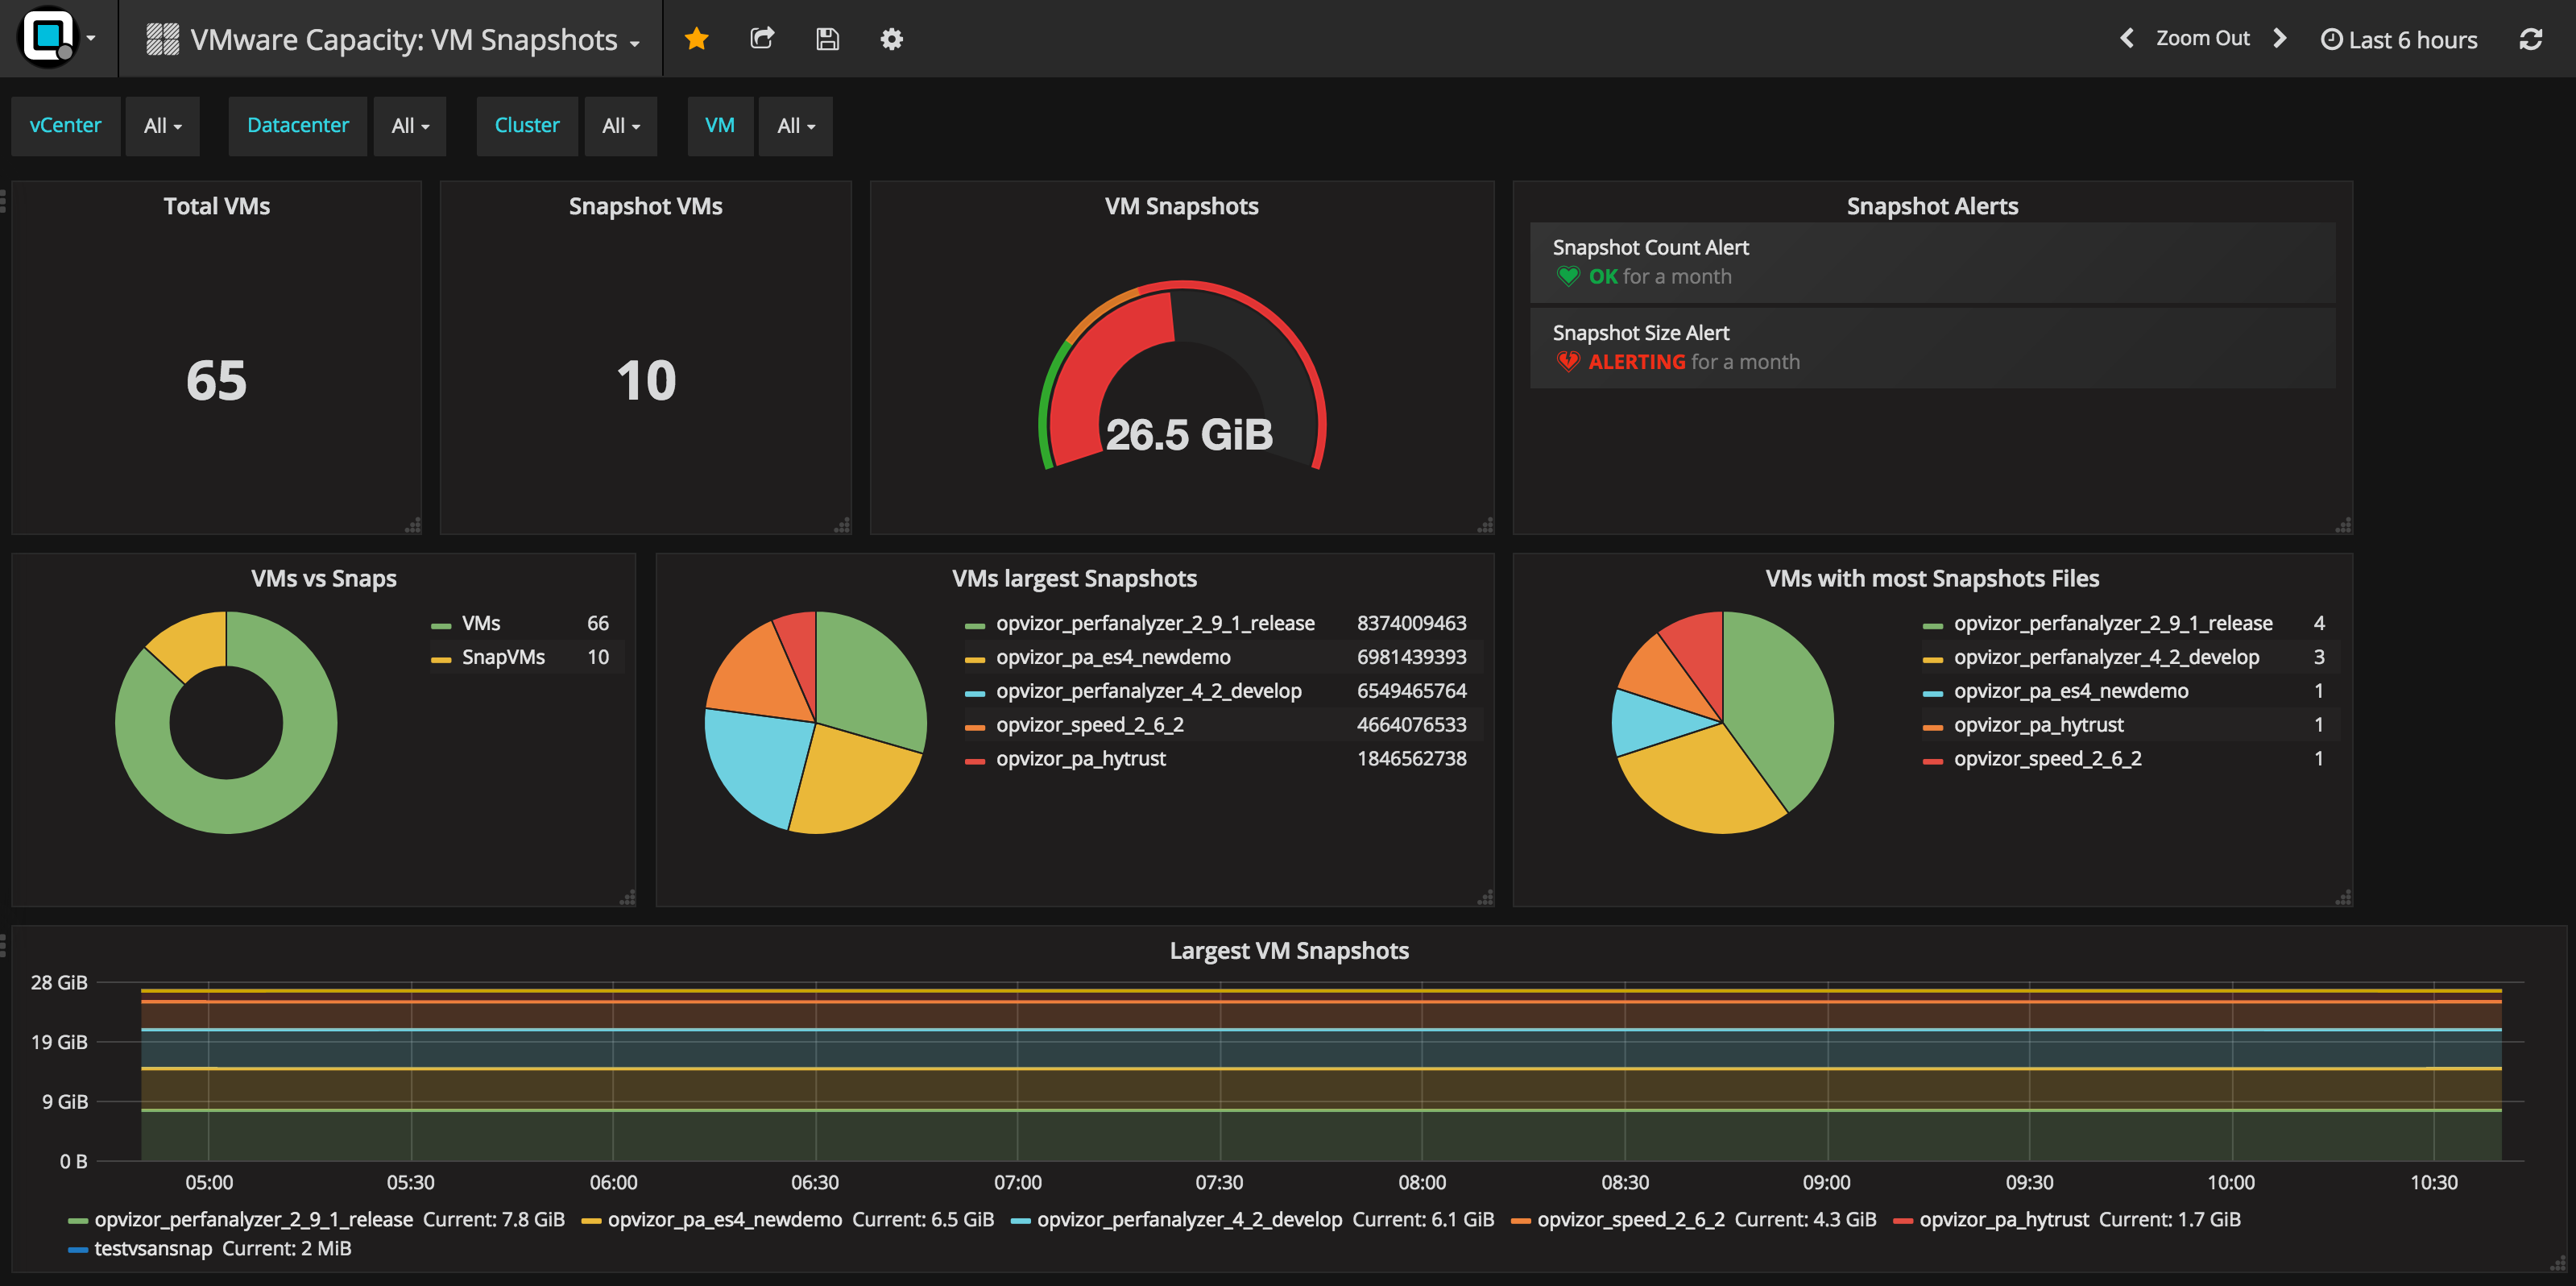 VMware Capacity: VM Snapshots
Zoom Out
Last 6 hours
vCenter
All
Datacenter
All
Cluster
All
VM
All
Total VMs
65
Snapshot VMs
10
VM Snapshots
26.5 GiB
Snapshot Alerts
Snapshot Count Alert
OK for a month
Snapshot Size Alert
ALERTING for a month
VMs vs Snaps
VMs 66
SnapVMs 10
VMs largest Snapshots
opvizor_perfanalyzer_2_9_1_release 8374009463
opvizor_pa_es4_newdemo 6981439393
opvizor_perfanalyzer_4_2_develop 6549465764
opvizor_speed_2_6_2 4664076533
opvizor_pa_hytrust 1846562738
VMs with most Snapshots Files
opvizor_perfanalyzer_2_9_1_release 4
opvizor_perfanalyzer_4_2_develop 3
opvizor_pa_es4_newdemo 1
opvizor_pa_hytrust 1
opvizor_speed_2_6_2 1
Largest VM Snapshots
28 GiB
19 GiB
9 GiB
0 B
05:00 05:30 06:00 06:30 07:00 07:30 08:00 08:30 09:00 09:30 10:00 10:30
opvizor_perfanalyzer_2_9_1_release Current: 7.8 GiB opvizor_pa_es4_newdemo Current: 6.5 GiB opvizor_perfanalyzer_4_2_develop Current: 6.1 GiB opvizor_speed_2_6_2 Current: 4.3 GiB opvizor_pa_hytrust Current: 1.7 GiB
testvsansnap Current: 2 MiB